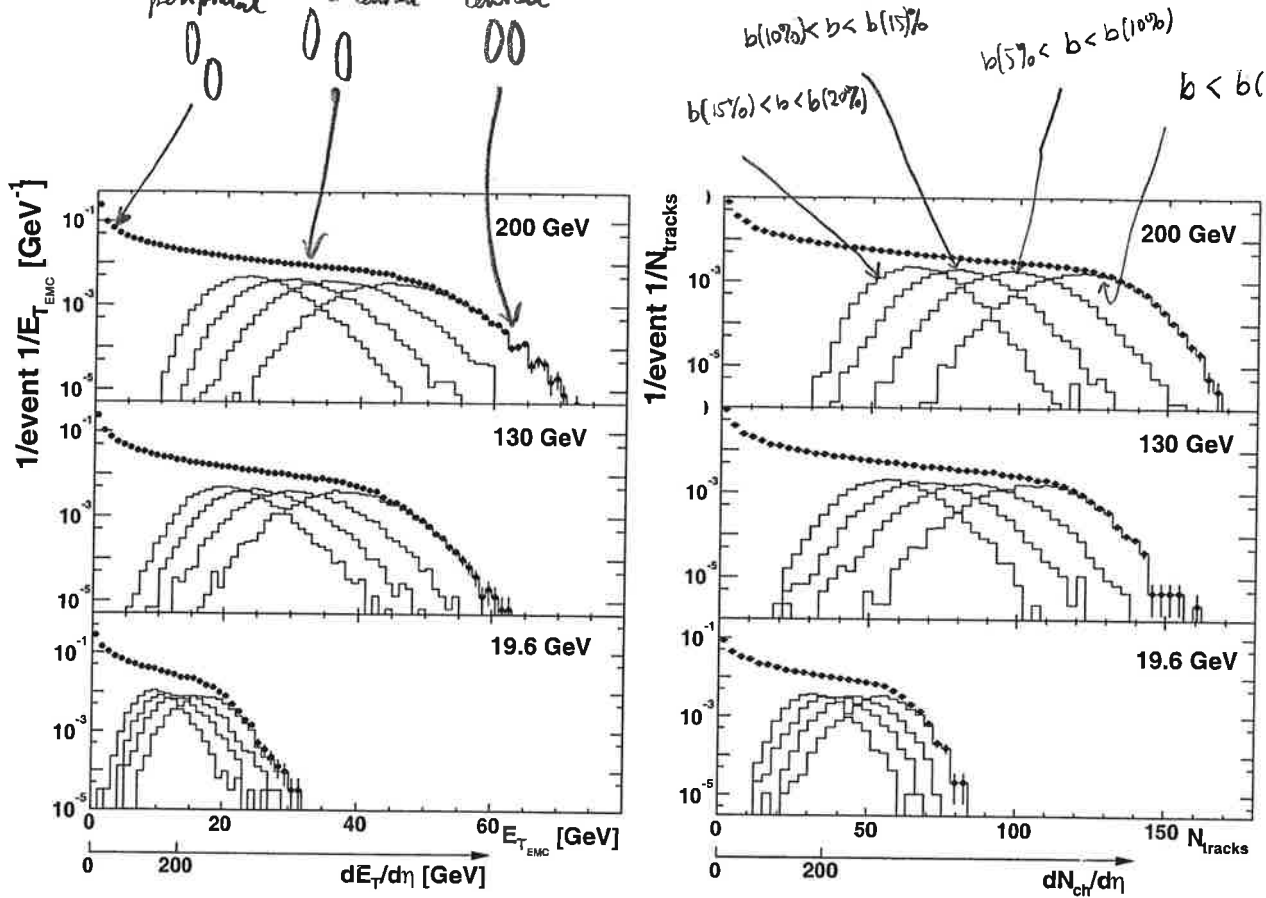 peripheral
central
b(10%) < b < b(15)%
b(5% < b < b(10%)
b(15%) < b < b(20%)
b < b(
1/event 1/E_T_EMC [GeV^-1]
200 GeV
10^-1
10^-3
10^-5
130 GeV
10^-1
10^-3
10^-5
19.6 GeV
10^-1
10^-3
10^-5
0 20 40 60 E_T_EMC [GeV]
0 200
dE_T/dη [GeV]
1/event 1/N_tracks
200 GeV
10^-3
10^-5
130 GeV
10^-1
10^-3
10^-5
19.6 GeV
10^-1
10^-3
10^-5
0 50 100 150 N_tracks
0 200
dN_ch/dη